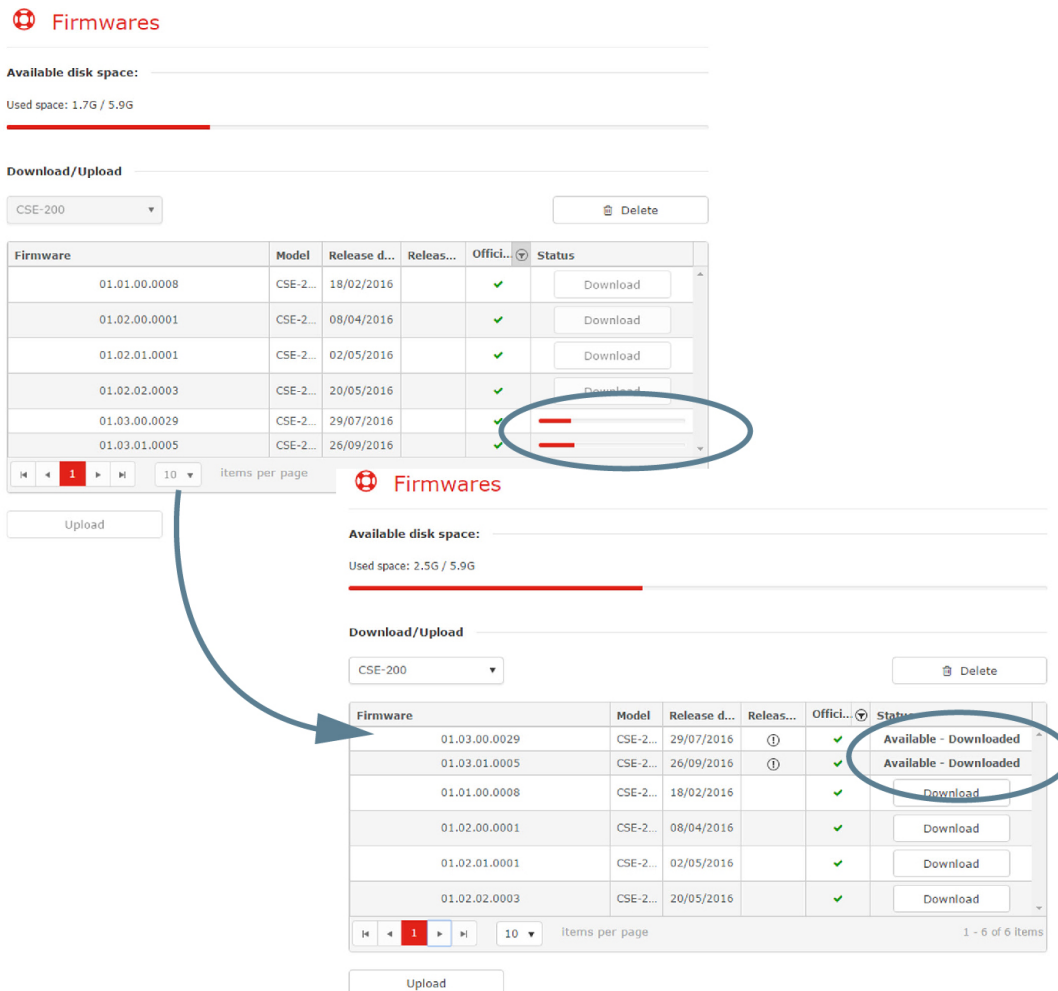 Firmwares
Available disk space:
Used space: 1.7G / 5.9G
Download/Upload
CSE-200
Delete
Firmware Model Release d... Releas... Offici... Status
01.01.00.0008 CSE-2... 18/02/2016 Download
01.02.00.0001 CSE-2... 08/04/2016 Download
01.02.01.0001 CSE-2... 02/05/2016 Download
01.02.02.0003 CSE-2... 20/05/2016 Download
01.03.00.0029 CSE-2... 29/07/2016
01.03.01.0005 CSE-2... 26/09/2016
1 10 items per page
Upload
Firmwares
Available disk space:
Used space: 2.5G / 5.9G
Download/Upload
CSE-200
Delete
Firmware Model Release d... Releas... Offici... Status
01.03.00.0029 CSE-2... 29/07/2016 Available - Downloaded
01.03.01.0005 CSE-2... 26/09/2016 Available - Downloaded
01.01.00.0008 CSE-2... 18/02/2016 Download
01.02.00.0001 CSE-2... 08/04/2016 Download
01.02.01.0001 CSE-2... 02/05/2016 Download
01.02.02.0003 CSE-2... 20/05/2016 Download
1 10 items per page 1 - 6 of 6 items
Upload